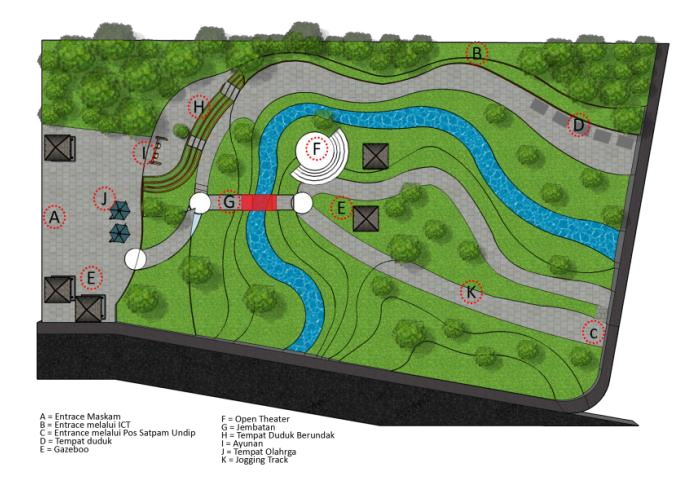 B
H
D
I
F
J
G
E
A
E
K
C
A = Entrace Maskam
B = Entrace melalui ICT
C = Entrance melalui Pos Satpam Undip
D = Tempat duduk
E = Gazeboo
F = Open Theater
G = Jembatan
H = Tempat Duduk Berundak
I = Ayunan
J = Tempat Olahrga
K = Jogging Track